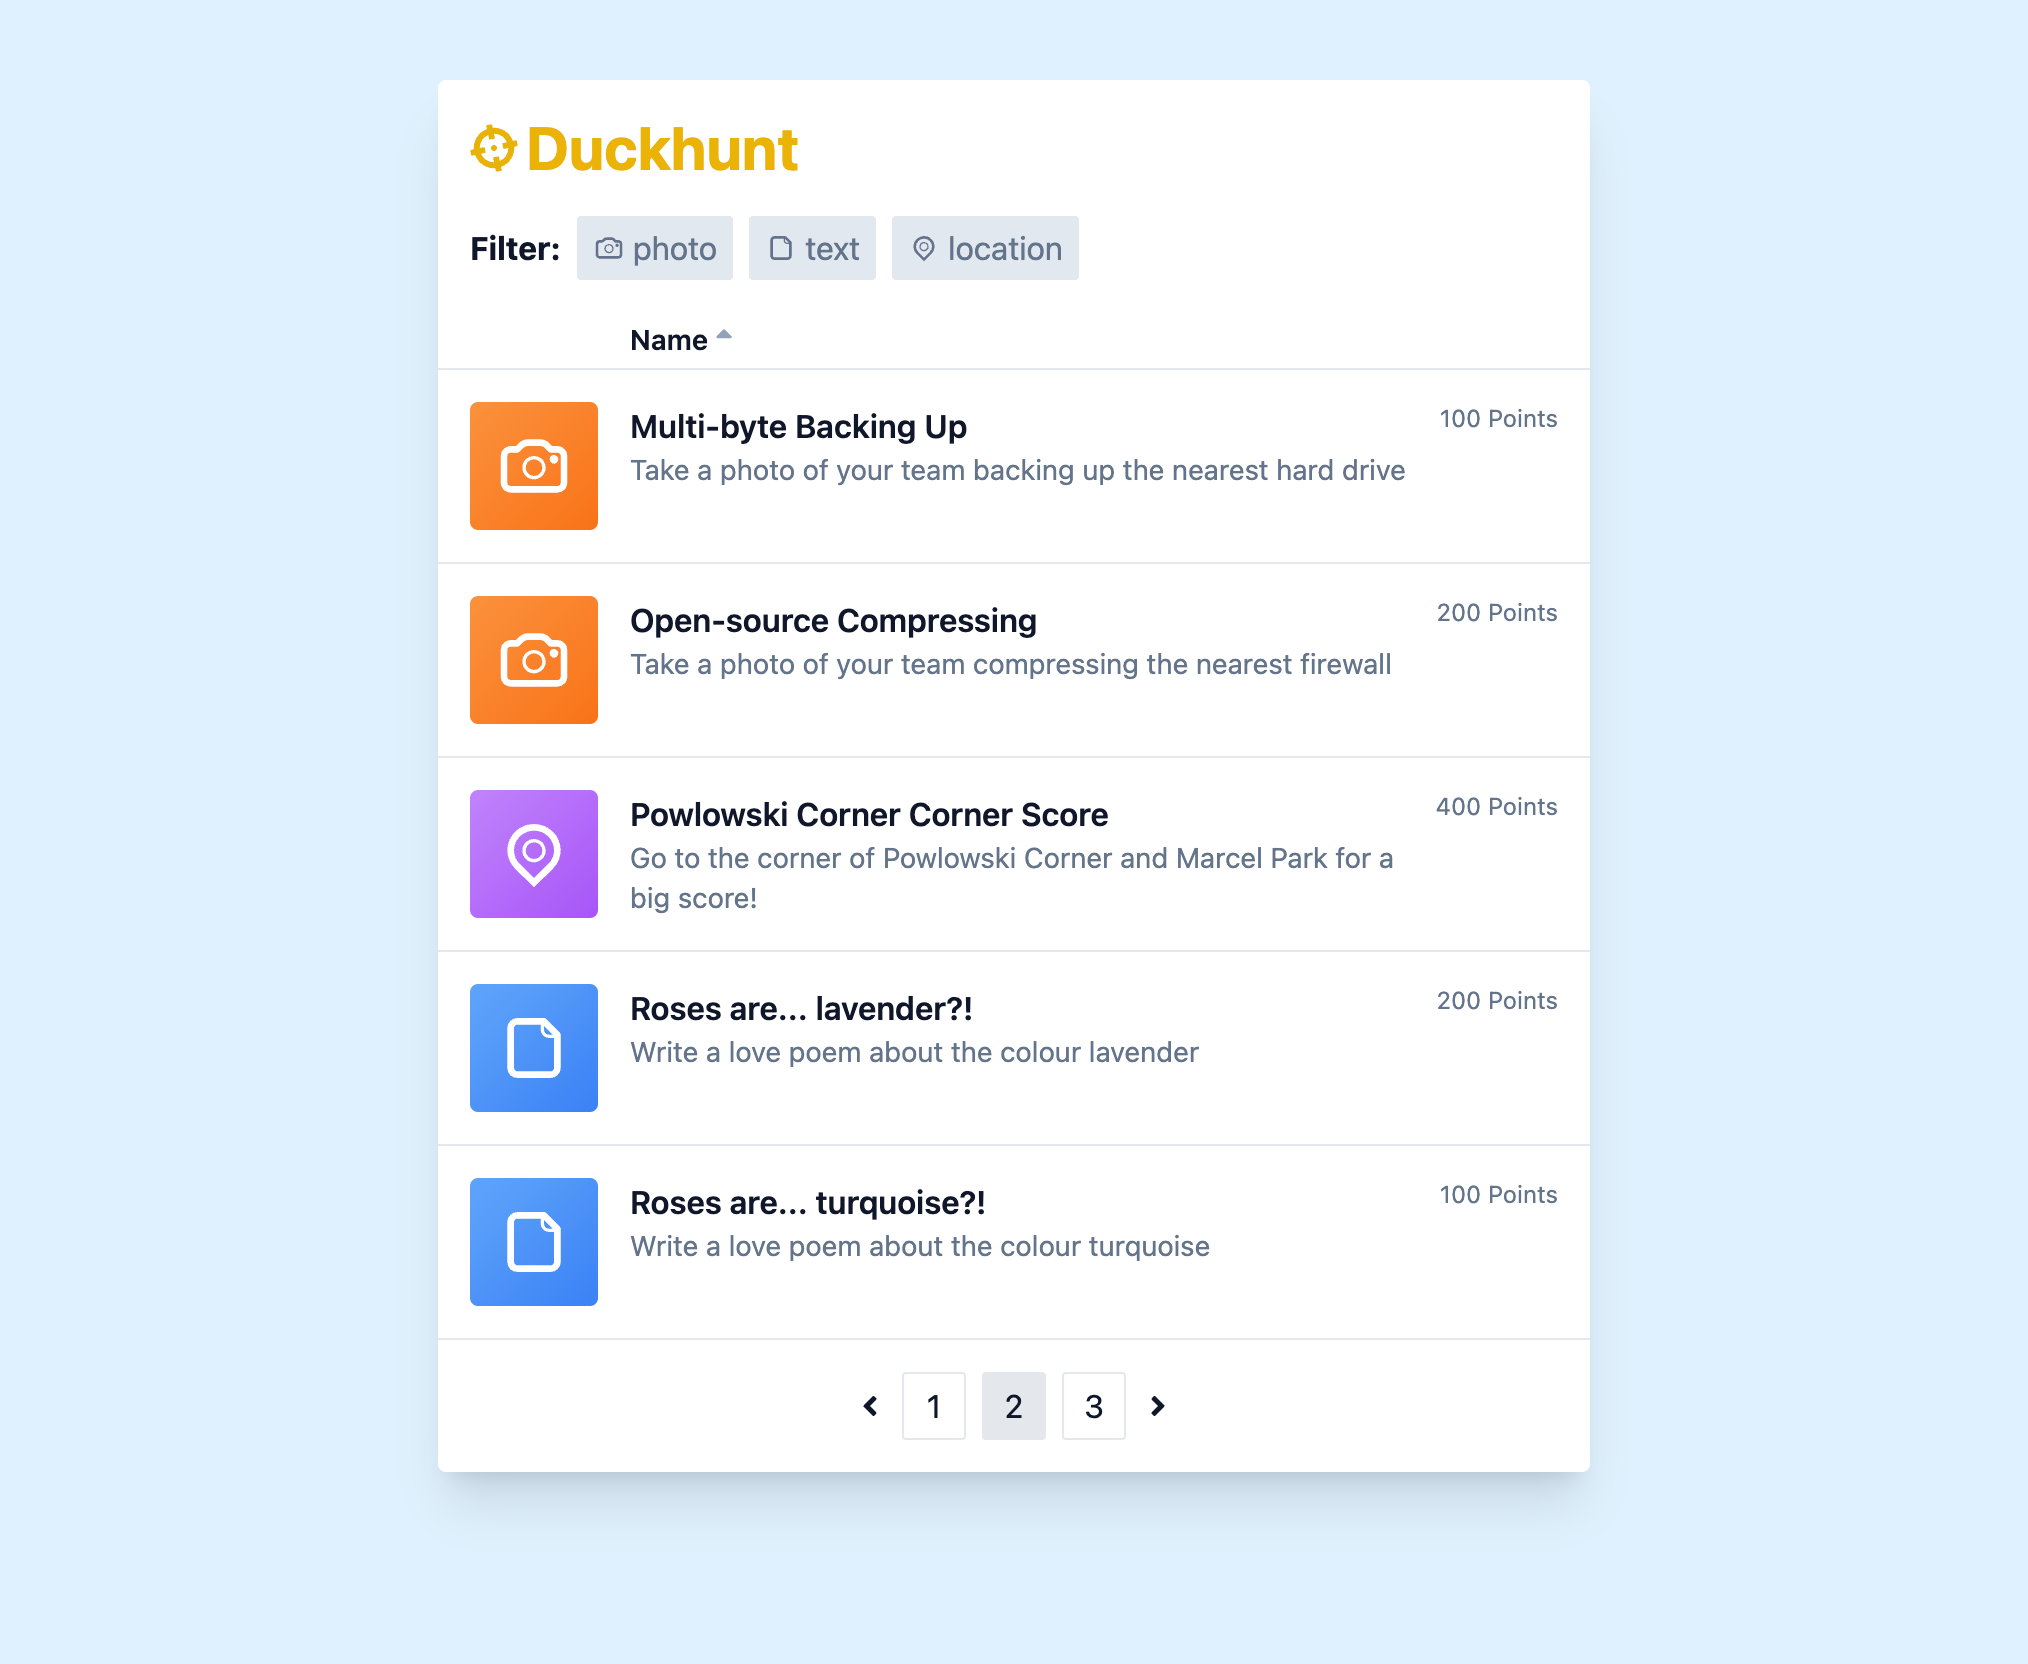 Duckhunt
Filter: photo text location
Name
Multi-byte Backing Up 100 Points
Take a photo of your team backing up the nearest hard drive
Open-source Compressing 200 Points
Take a photo of your team compressing the nearest firewall
Powlowski Corner Corner Score 400 Points
Go to the corner of Powlowski Corner and Marcel Park for a
big score!
Roses are... lavender?! 200 Points
Write a love poem about the colour lavender
Roses are... turquoise?! 100 Points
Write a love poem about the colour turquoise
1 2 3